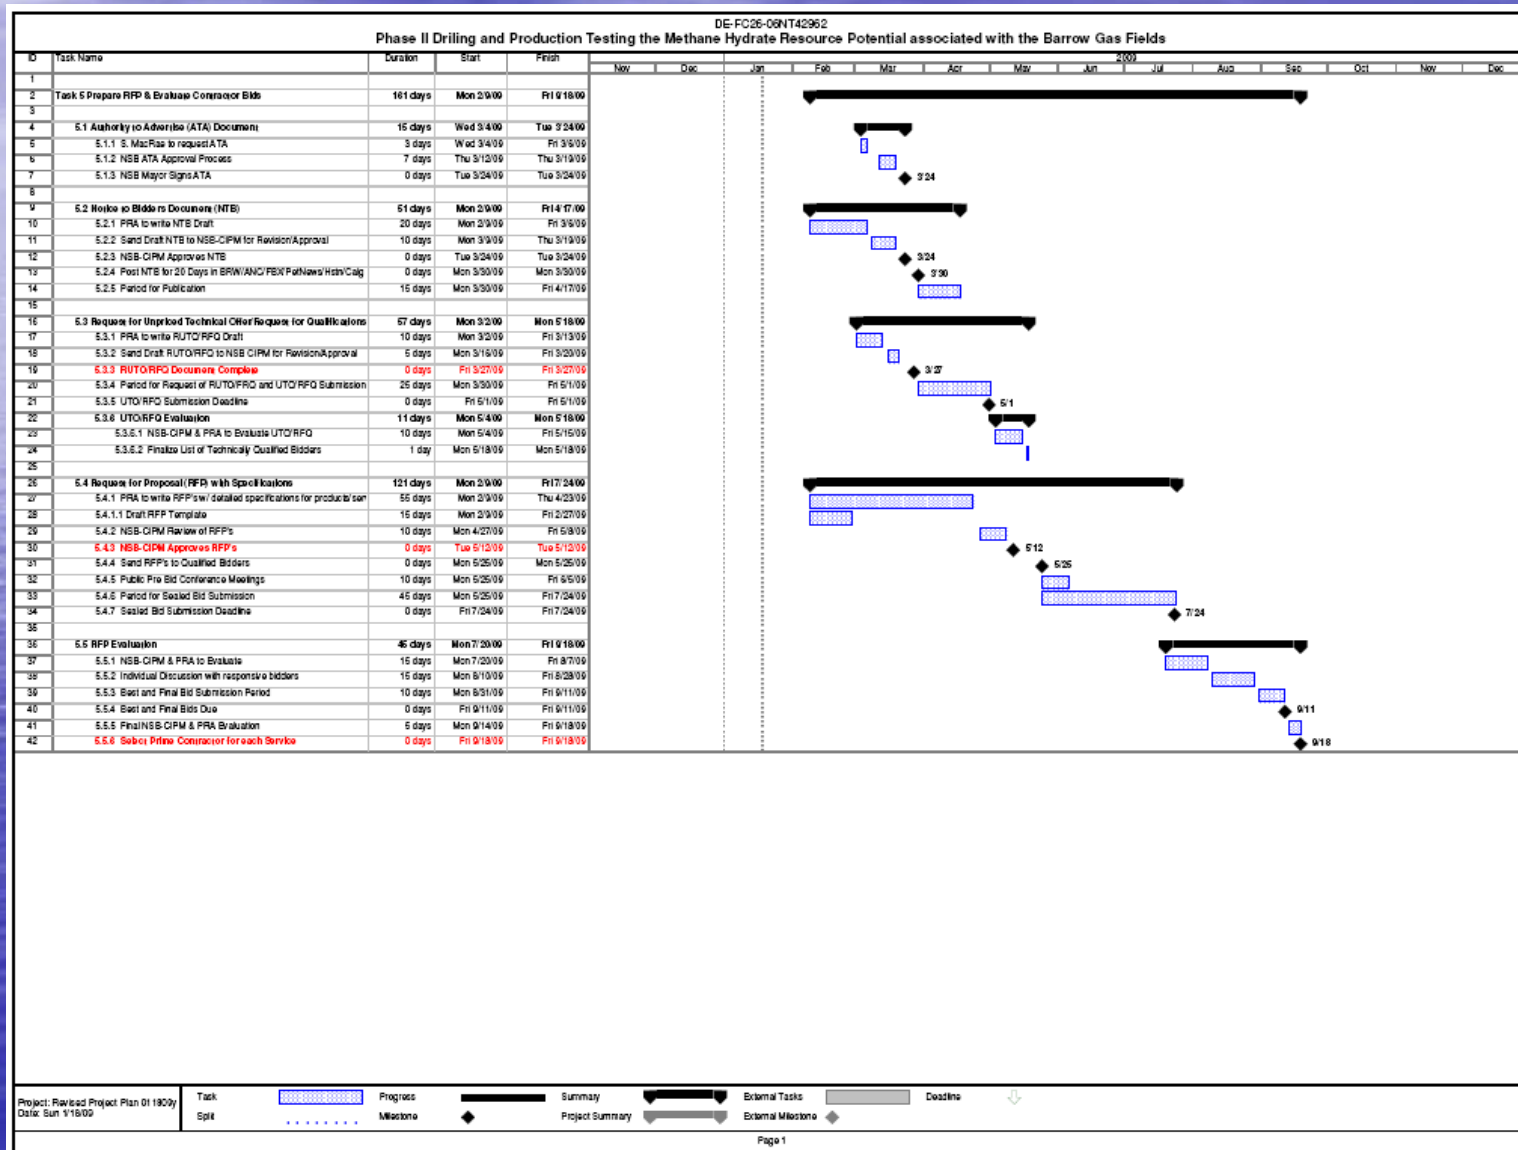 DE-FC26-06NT42962
Phase II Driling and Production Testing the Methane Hydrate Resource Potential associated with the Barrow Gas Fields
ID Task Name Duration Start Finish 2009
Nov Dec Jan Feb Mar Apr May Jun Jul Aug Sep Oct Nov Dec
1
2 Task 5 Prepare RFP & Evaluate Contractor Bids 161 days Mon 2/9/09 Fri 9/18/09
3
4 5.1 Authority to Advertise (ATA) Document 15 days Wed 3/4/09 Tue 3/24/09
5 5.1.1 S. MacRae to request ATA 3 days Wed 3/4/09 Fri 3/6/09
6 5.1.2 NSB ATA Approval Process 7 days Thu 3/12/09 Thu 3/19/09
7 5.1.3 NSB Mayor Signs ATA 0 days Tue 3/24/09 Tue 3/24/09 3/24
8
9 5.2 Notice to Bidders Document (NTB) 51 days Mon 2/9/09 Fri 4/17/09
10 5.2.1 PRA to write NTB Draft 20 days Mon 2/9/09 Fri 3/6/09
11 5.2.2 Send Draft NTB to NSB-CIPM for Revision/Approval 10 days Mon 3/9/09 Thu 3/19/09
12 5.2.3 NSB-CIPM Approves NTB 0 days Tue 3/24/09 Tue 3/24/09 3/24
13 5.2.4 Post NTB for 20 Days in BRW/ANC/FBX/PetNews/Hstn/Calg 0 days Mon 3/30/09 Mon 3/30/09 3/30
14 5.2.5 Period for Publication 15 days Mon 3/30/09 Fri 4/17/09
15
16 5.3 Request for Unpriced Technical Offer/Request for Qualifications 57 days Mon 3/2/09 Mon 5/18/09
17 5.3.1 PRA to write RUTO/RFQ Draft 10 days Mon 3/2/09 Fri 3/13/09
18 5.3.2 Send Draft RUTO/RFQ to NSB CIPM for Revision/Approval 5 days Mon 3/16/09 Fri 3/20/09
19 5.3.3 RUTO/RFQ Document Complete 0 days Fri 3/27/09 Fri 3/27/09 3/27
20 5.3.4 Period for Request of RUTO/FRQ and UTO/RFQ Submission 25 days Mon 3/30/09 Fri 5/1/09
21 5.3.5 UTO/RFQ Submission Deadline 0 days Fri 5/1/09 Fri 5/1/09 5/1
22 5.3.6 UTO/RFQ Evaluation 11 days Mon 5/4/09 Mon 5/18/09
23 5.3.6.1 NSB-CIPM & PRA to Evaluate UTO/RFQ 10 days Mon 5/4/09 Fri 5/15/09
24 5.3.6.2 Finalize List of Technically Qualified Bidders 1 day Mon 5/18/09 Mon 5/18/09
25
26 5.4 Request for Proposal (RFP) with Specifications 121 days Mon 2/9/09 Fri 7/24/09
27 5.4.1 PRA to write RFP's w/ detailed specifications for products/ser 55 days Mon 2/9/09 Thu 4/23/09
28 5.4.1.1 Draft RFP Template 15 days Mon 2/9/09 Fri 2/27/09
29 5.4.2 NSB-CIPM Review of RFP's 10 days Mon 4/27/09 Fri 5/8/09
30 5.4.3 NSB-CIPM Approves RFP's 0 days Tue 5/12/09 Tue 5/12/09 5/12
31 5.4.4 Send RFP's to Qualified Bidders 0 days Mon 5/25/09 Mon 5/25/09 5/25
32 5.4.5 Public Pre Bid Conference Meetings 10 days Mon 5/25/09 Fri 6/5/09
33 5.4.6 Period for Sealed Bid Submission 45 days Mon 5/25/09 Fri 7/24/09
34 5.4.7 Sealed Bid Submission Deadline 0 days Fri 7/24/09 Fri 7/24/09 7/24
35
36 5.5 RFP Evaluation 45 days Mon 7/20/09 Fri 9/18/09
37 5.5.1 NSB-CIPM & PRA to Evaluate 15 days Mon 7/20/09 Fri 8/7/09
38 5.5.2 Individual Discussion with responsive bidders 15 days Mon 8/10/09 Fri 8/28/09
39 5.5.3 Best and Final Bid Submission Period 10 days Mon 8/31/09 Fri 9/11/09
40 5.5.4 Best and Final Bids Due 0 days Fri 9/11/09 Fri 9/11/09 9/11
41 5.5.5 Final NSB-CIPM & PRA Evaluation 5 days Mon 9/14/09 Fri 9/18/09
42 5.5.6 Select Prime Contractor for each Service 0 days Fri 9/18/09 Fri 9/18/09 9/18
Project: Revised Project Plan 011809y
Date: Sun 1/18/09
Task Progress Summary External Tasks Deadline
Split Milestone Project Summary External Milestone
Page 1